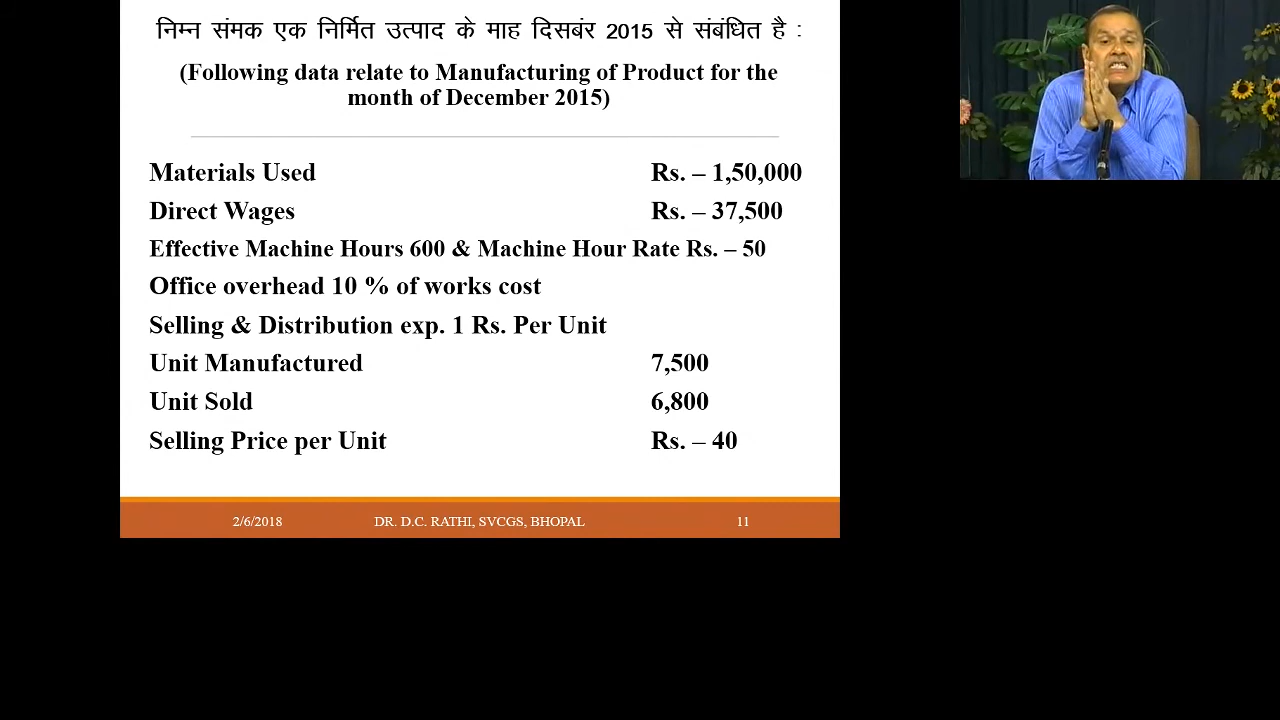 निम्न संमक एक निर्मित उत्पाद के माह दिसबंर 2015 से संबंधित है :
(Following data relate to Manufacturing of Product for the
month of December 2015)
Materials Used Rs. – 1,50,000
Direct Wages Rs. – 37,500
Effective Machine Hours 600 & Machine Hour Rate Rs. – 50
Office overhead 10 % of works cost
Selling & Distribution exp. 1 Rs. Per Unit
Unit Manufactured 7,500
Unit Sold 6,800
Selling Price per Unit Rs. – 40
2/6/2018 DR. D.C. RATHI, SVCGS, BHOPAL 11